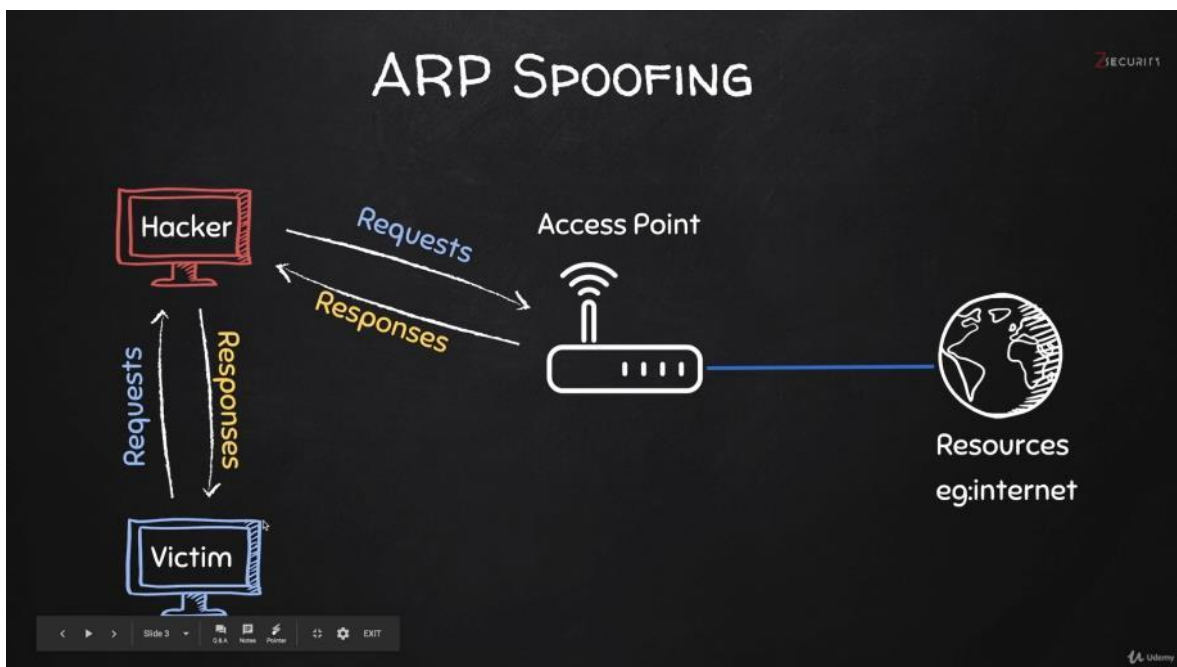 ARP SPOOFING
ZSECURITY
Hacker
Requests
Responses
Access Point
Requests
Responses
Resources
eg:internet
Victim
Slide 3
Q & A
Notes
Pointer
EXIT
Udemy